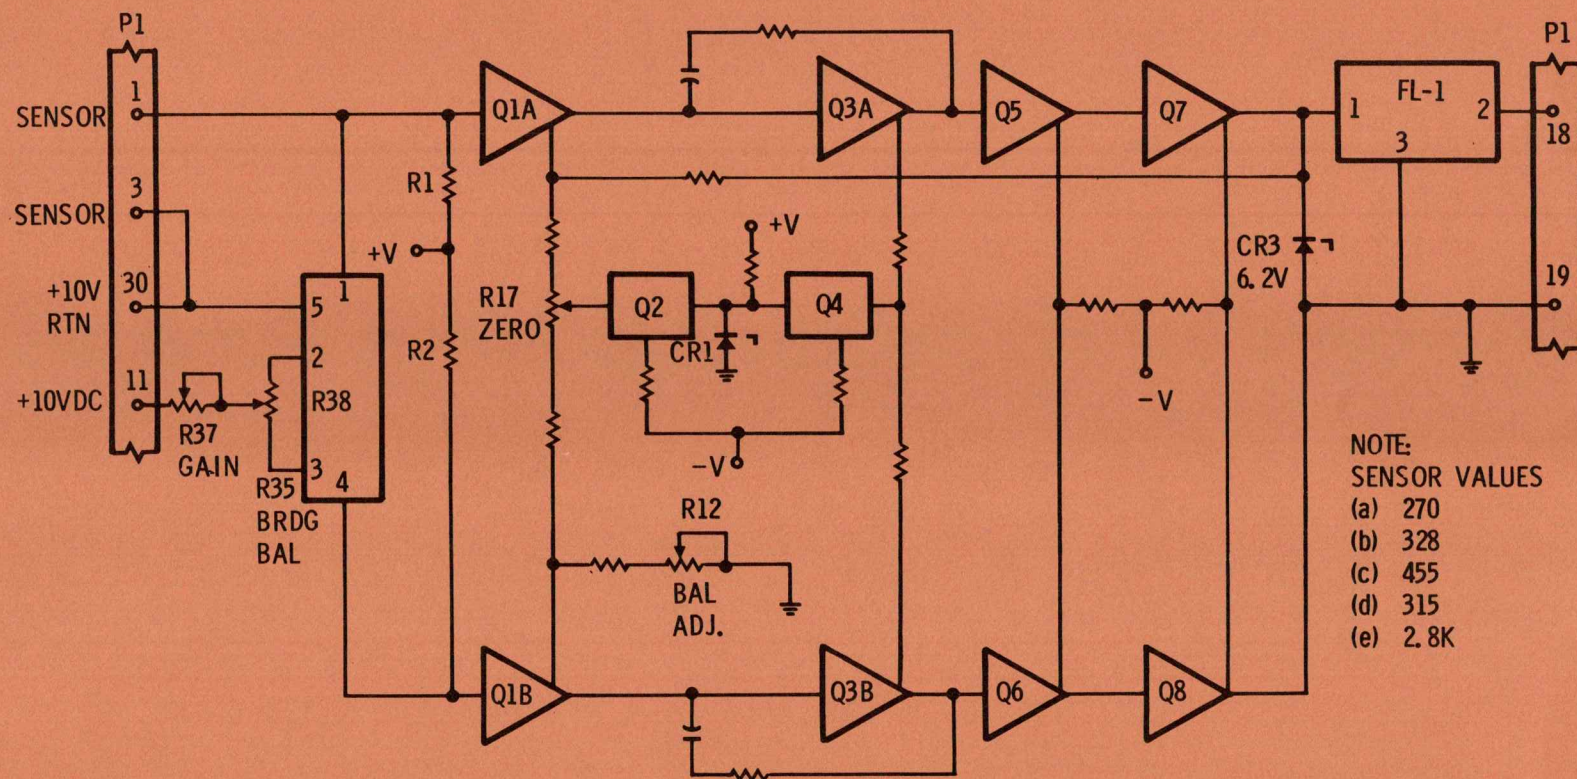 P1
1
SENSOR
3
SENSOR
30
+10V
RTN
11
+10VDC
R37
GAIN
1
5
2
R38
3
4
R35
BRDG
BAL
R1
+V
R2
Q1A
Q3A
Q5
Q7
R17
ZERO
Q2
+V
CR1
Q4
-V
R12
BAL
ADJ.
-V
CR3
6.2V
FL-1
1
2
3
P1
18
19
Q1B
Q3B
Q6
Q8
NOTE:
SENSOR VALUES
(a) 270
(b) 328
(c) 455
(d) 315
(e) 2.8K